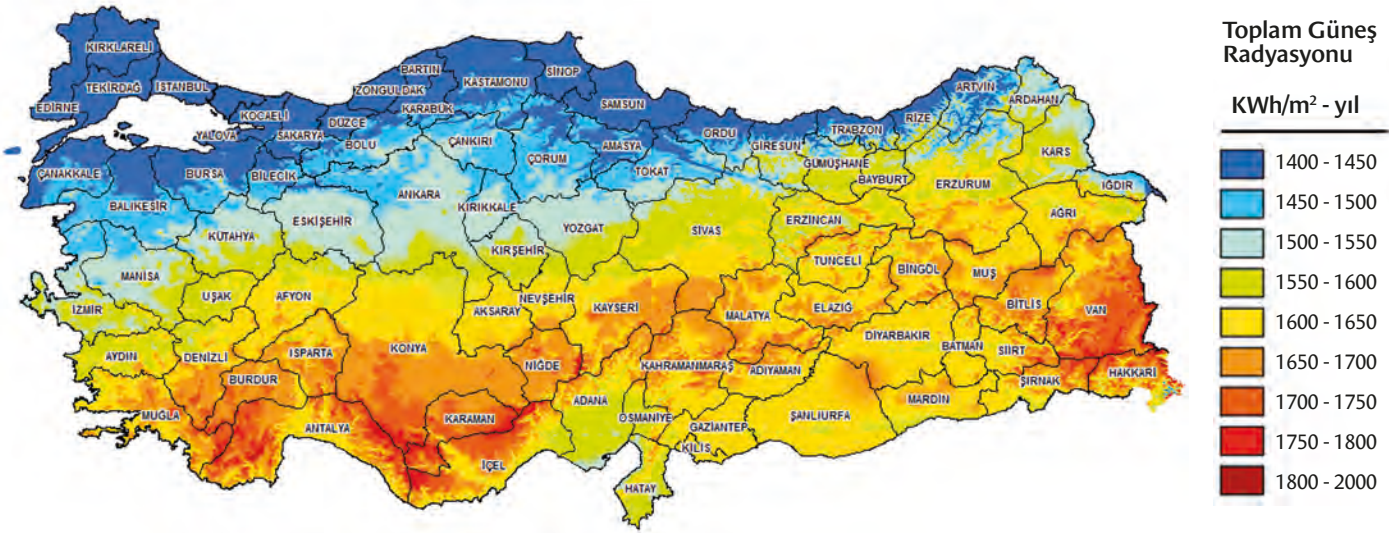 Toplam Güneş
Radyasyonu
KWh/m² - yıl
1400 - 1450
1450 - 1500
1500 - 1550
1550 - 1600
1600 - 1650
1650 - 1700
1700 - 1750
1750 - 1800
1800 - 2000
KIRKLARELİ
TEKİRDAĞ
İSTANBUL
EDİRNE
KOCAELİ
YALOVA
SAKARYA
DÜZCE
BOLU
ZONGULDAK
BARTIN
KARABÜK
KASTAMONU
SİNOP
SAMSUN
ÇANKIRI
ÇORUM
AMASYA
TOKAT
ORDU
GİRESUN
TRABZON
RİZE
ARTVİN
ARDAHAN
KARS
IĞDIR
GÜMÜŞHANE
BAYBURT
ERZURUM
AĞRI
ÇANAKKALE
BURSA
BİLECİK
BALIKESİR
KÜTAHYA
ESKİŞEHİR
ANKARA
KIRIKKALE
YOZGAT
KIRŞEHİR
SİVAS
ERZİNCAN
TUNCELİ
BİNGÖL
MUŞ
BİTLİS
VAN
MANİSA
İZMİR
UŞAK
AFYON
AKSARAY
NEVŞEHİR
KAYSERİ
MALATYA
ELAZIĞ
DİYARBAKIR
BATMAN
SİİRT
ŞIRNAK
HAKKARİ
AYDIN
DENİZLİ
ISPARTA
BURDUR
KONYA
NİĞDE
KAHRAMANMARAŞ
ADIYAMAN
MARDİN
ŞANLIURFA
MUĞLA
ANTALYA
KARAMAN
İÇEL
ADANA
OSMANİYE
GAZİANTEP
KİLİS
HATAY